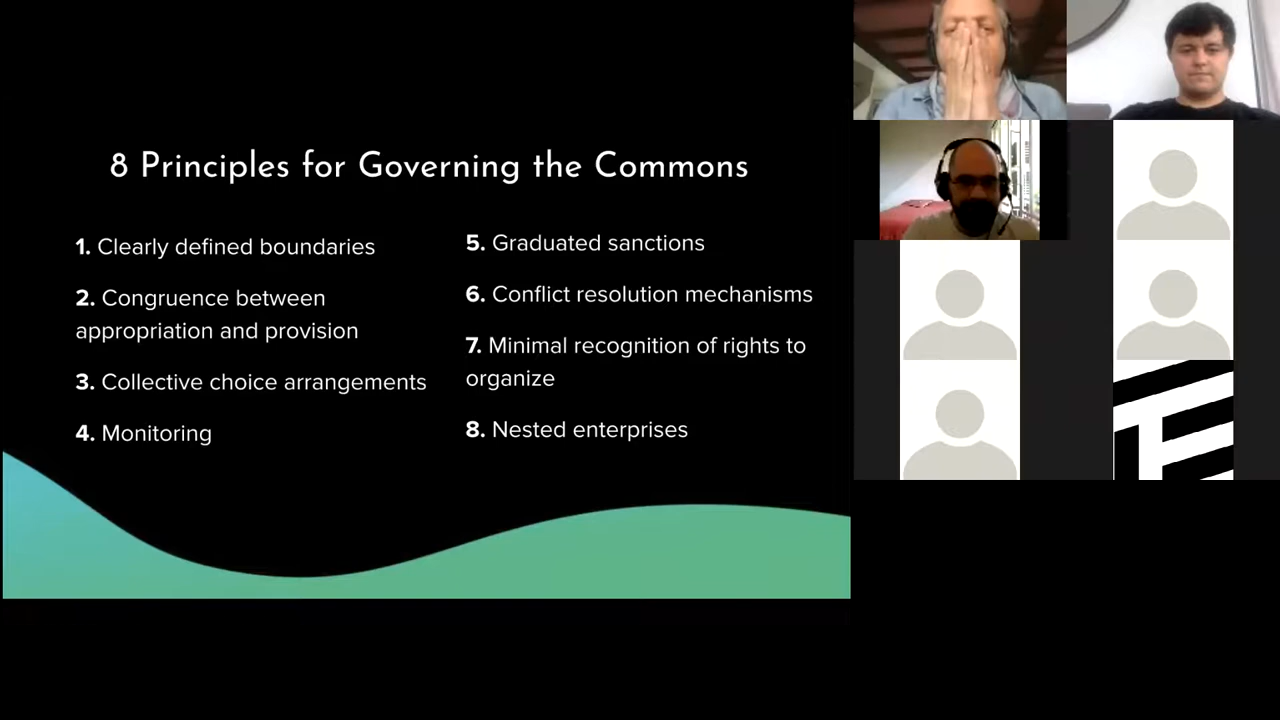 8 Principles for Governing the Commons
1. Clearly defined boundaries
2. Congruence between
appropriation and provision
3. Collective choice arrangements
4. Monitoring
5. Graduated sanctions
6. Conflict resolution mechanisms
7. Minimal recognition of rights to
organize
8. Nested enterprises